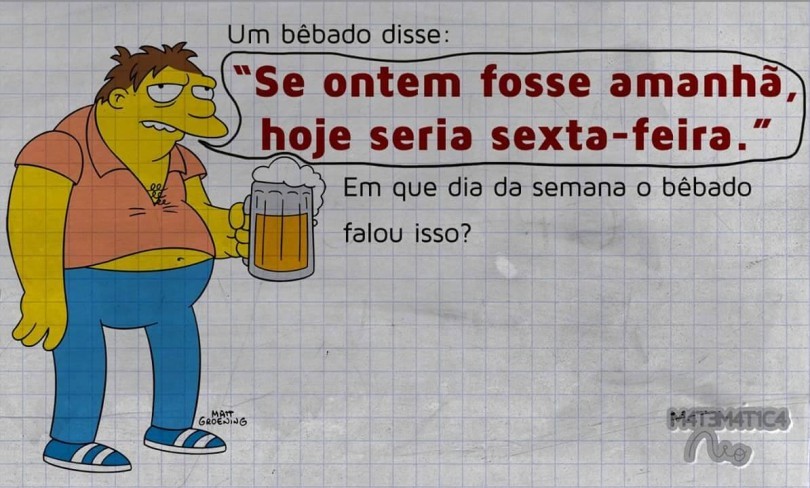 Um bêbado disse:
“Se ontem fosse amanhã,
hoje seria sexta-feira.”
Em que dia da semana o bêbado
falou isso?
MATT
GROENING
M4T3M4T1C4